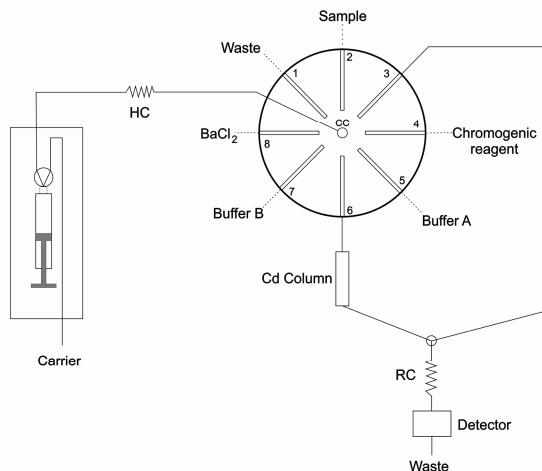 Sample
Waste
1
2
3
HC
CC
BaCl2
8
4
Chromogenic
reagent
7
5
Buffer B
6
Buffer A
Cd Column
Carrier
RC
Detector
Waste